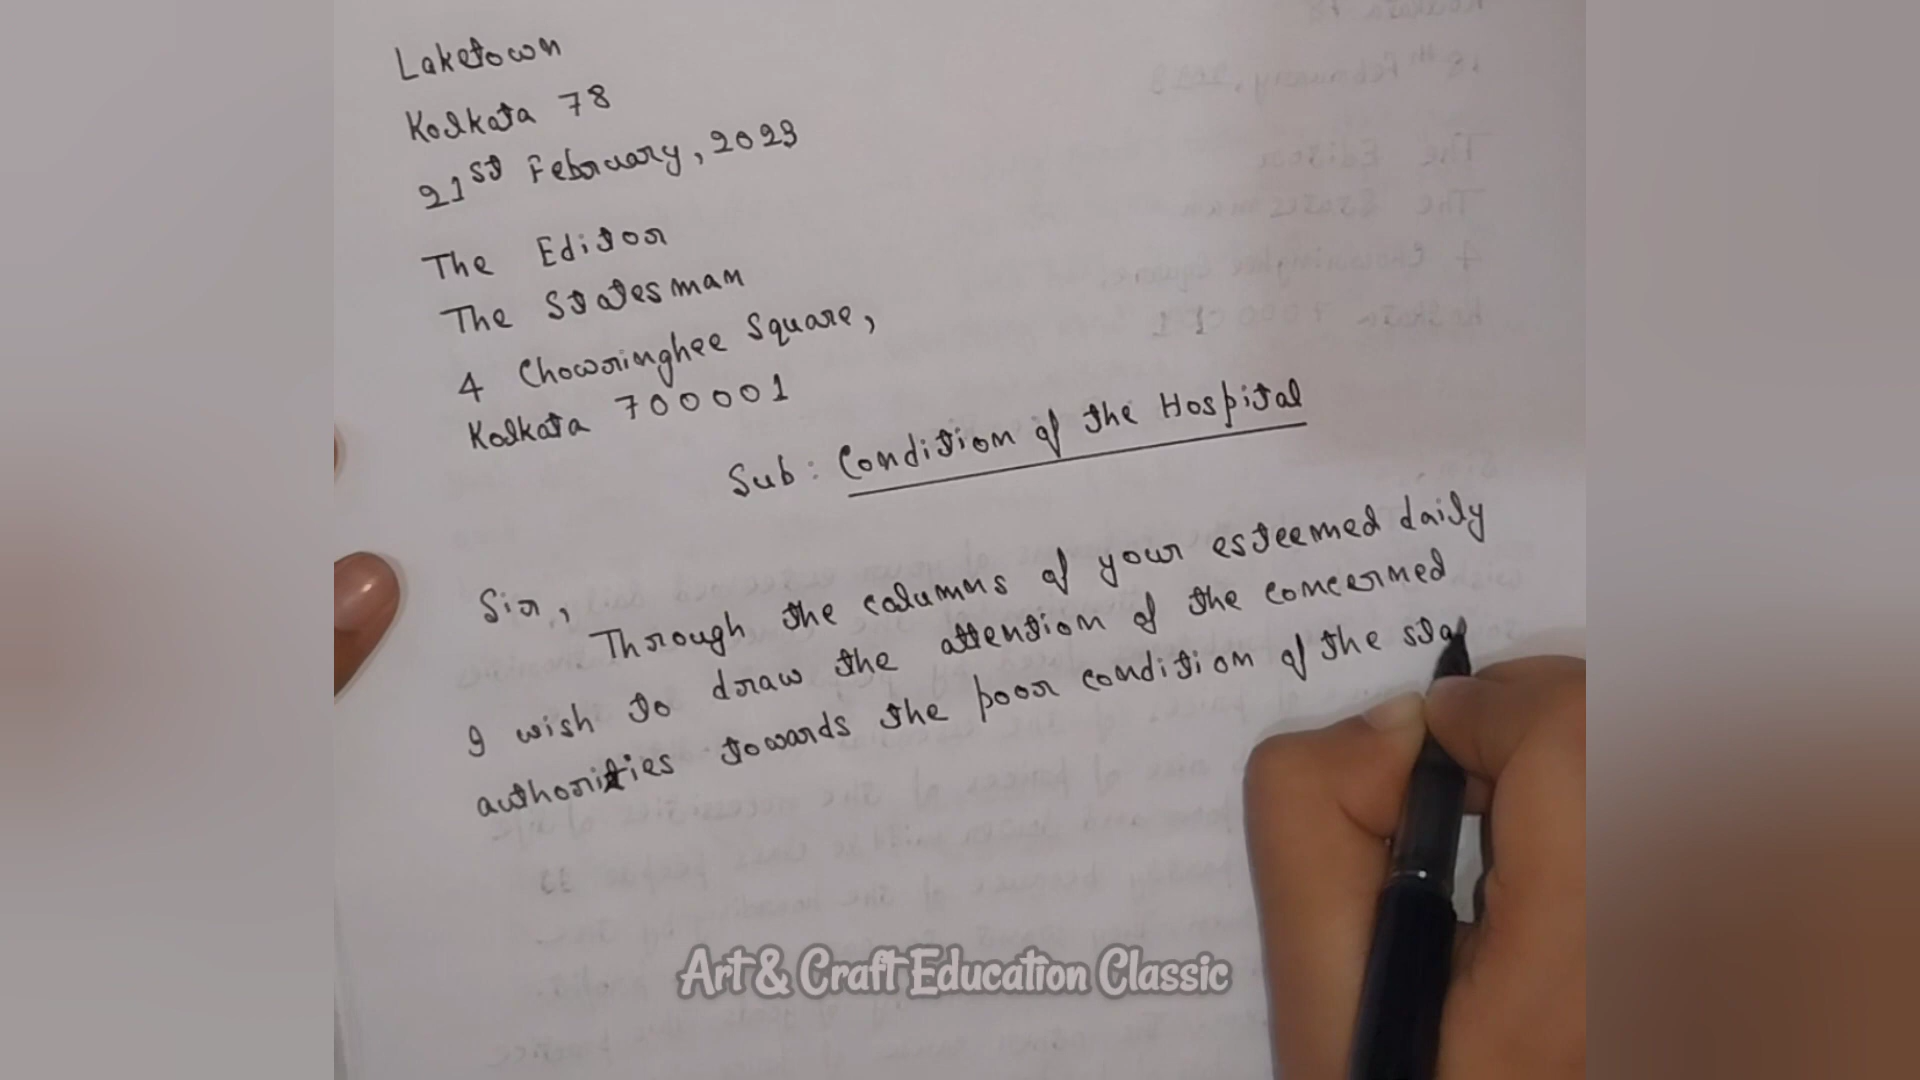 Laketown
Kolkata 78
21st February, 2023
The Editor
The Statesman
4 Chowringhee Square,
Kolkata 700001
Sub: Condition of the Hospital
Sir,
Through the columns of your esteemed daily
I wish to draw the attention of the concerned
authorities towards the poor condition of the sta
Art & Craft Education Classic